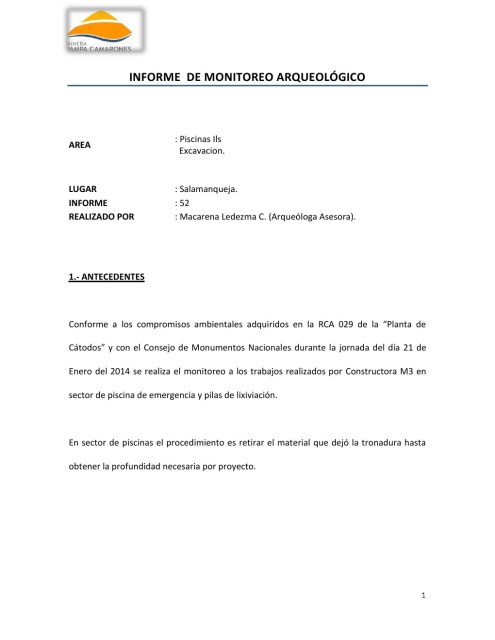 MINERA
PAMPA CAMARONES
INFORME  DE MONITOREO ARQUEOLÓGICO
AREA : Piscinas Ils
Excavacion.
LUGAR : Salamanqueja.
INFORME : 52
REALIZADO POR : Macarena Ledezma C. (Arqueóloga Asesora).
1.- ANTECEDENTES
Conforme a los compromisos ambientales adquiridos en la RCA 029 de la “Planta de
Cátodos” y con el Consejo de Monumentos Nacionales durante la jornada del día 21 de
Enero del 2014 se realiza el monitoreo a los trabajos realizados por Constructora M3 en
sector de piscina de emergencia y pilas de lixiviación.
En sector de piscinas el procedimiento es retirar el material que dejó la tronadura hasta
obtener la profundidad necesaria por proyecto.
1